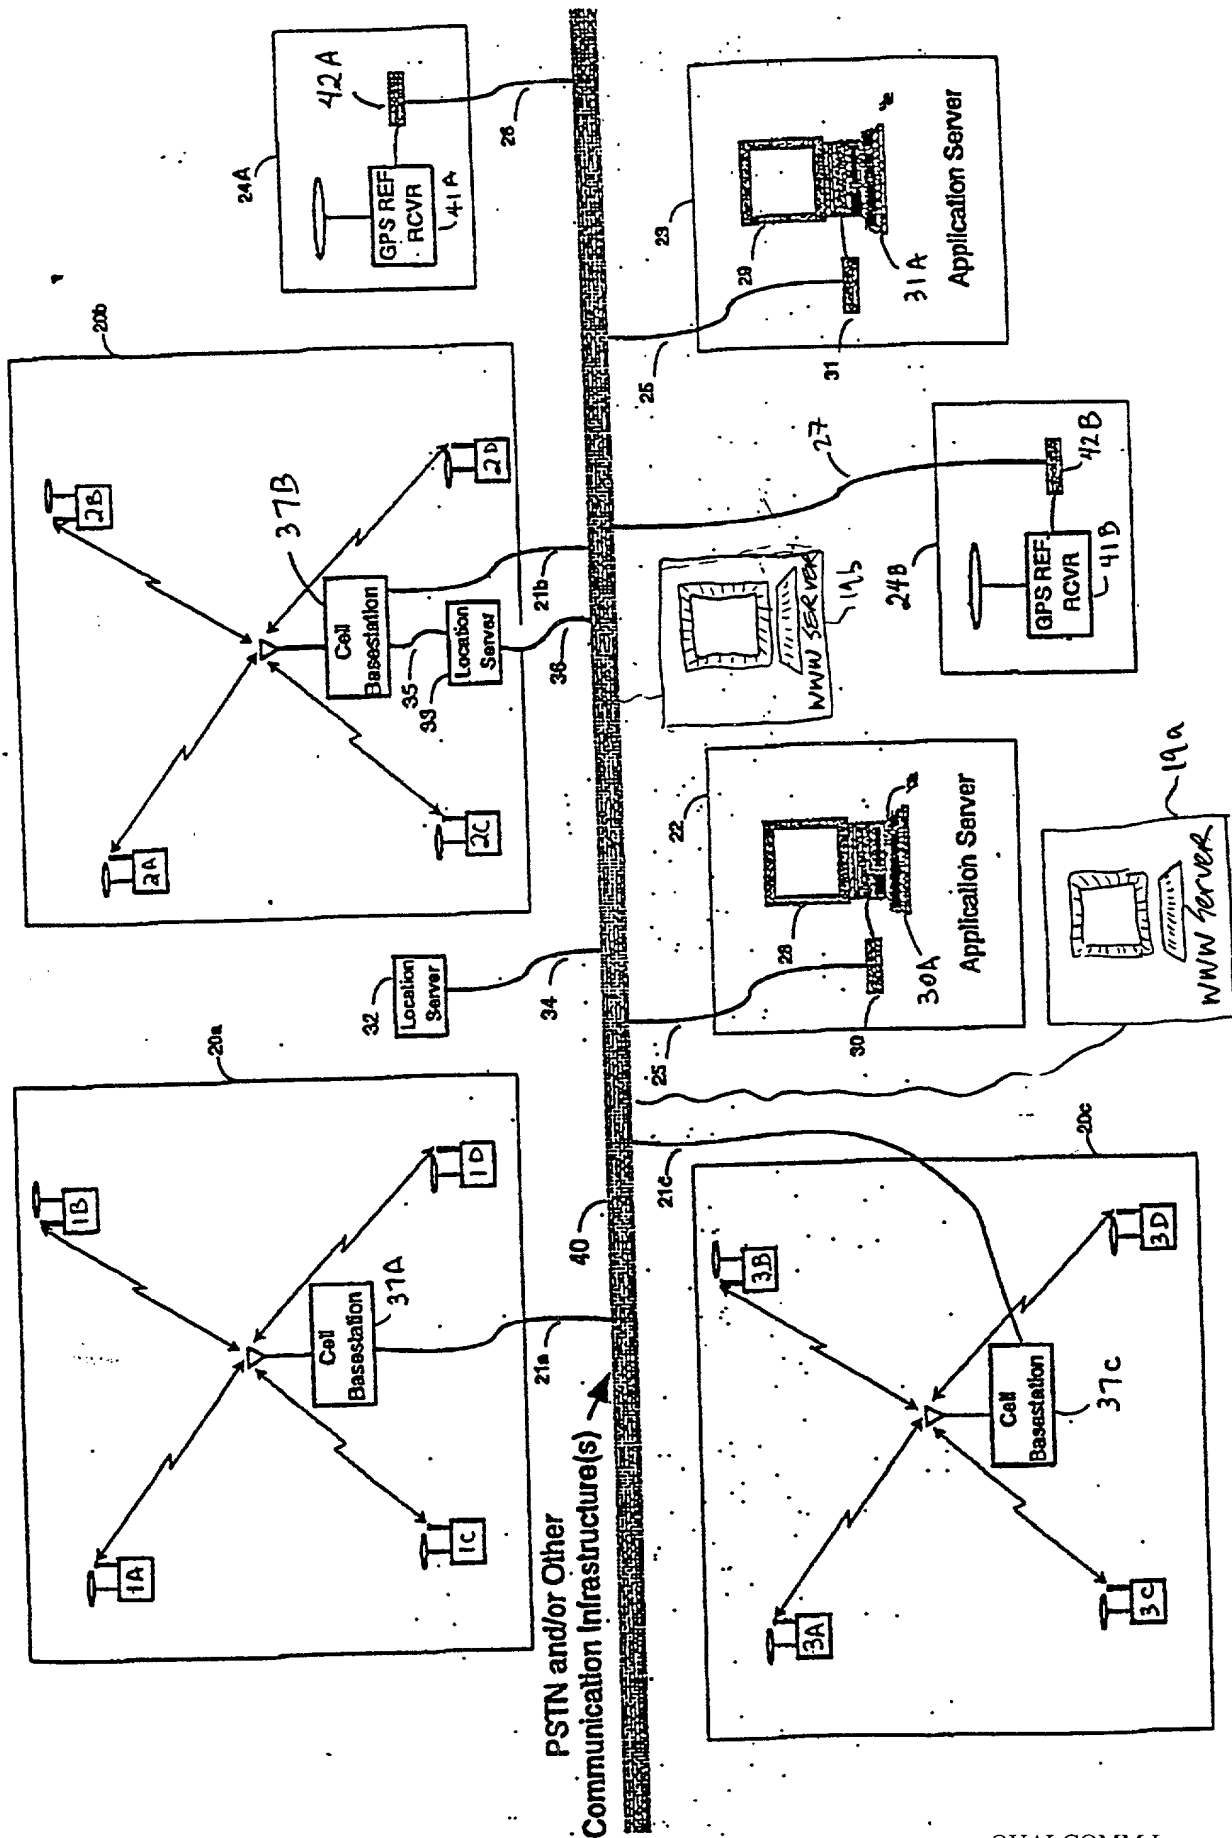 20a
1A
1B
1C
1D
Cell
Basestation
37A
21a
32
Location
Server
34
20b
2A
2B
2C
2D
Cell
Basestation
37B
35
33
Location
Server
36
21b
24A
42A
GPS REF
RCVR
41A
26
PSTN and/or Other
Communication Infrastructure(s)
40
21c
20c
3A
3B
3C
3D
Cell
Basestation
37C
25
22
28
30
30A
Application Server
19a
WWW Server
19b
WWW SERVER
27
24B
42B
GPS REF
RCVR
41B
25
23
29
31
31A
Application Server